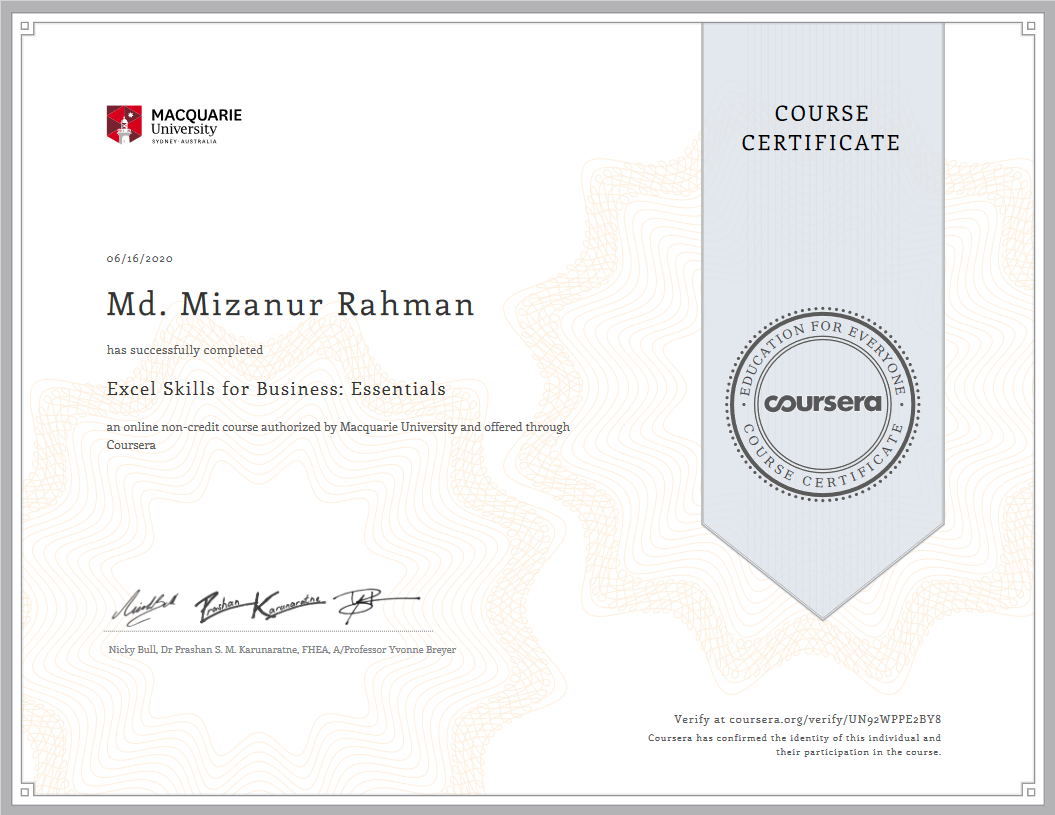 MACQUARIE
University
SYDNEY·AUSTRALIA
COURSE
CERTIFICATE
06/16/2020
Md. Mizanur Rahman
has successfully completed
Excel Skills for Business: Essentials
an online non-credit course authorized by Macquarie University and offered through
Coursera
EDUCATION FOR EVERYONE
coursera
COURSE CERTIFICATE
Prashan Karunaratne
Nicky Bull, Dr Prashan S. M. Karunaratne, FHEA, A/Professor Yvonne Breyer
Verify at coursera.org/verify/UN92WPPE2BY8
Coursera has confirmed the identity of this individual and
their participation in the course.